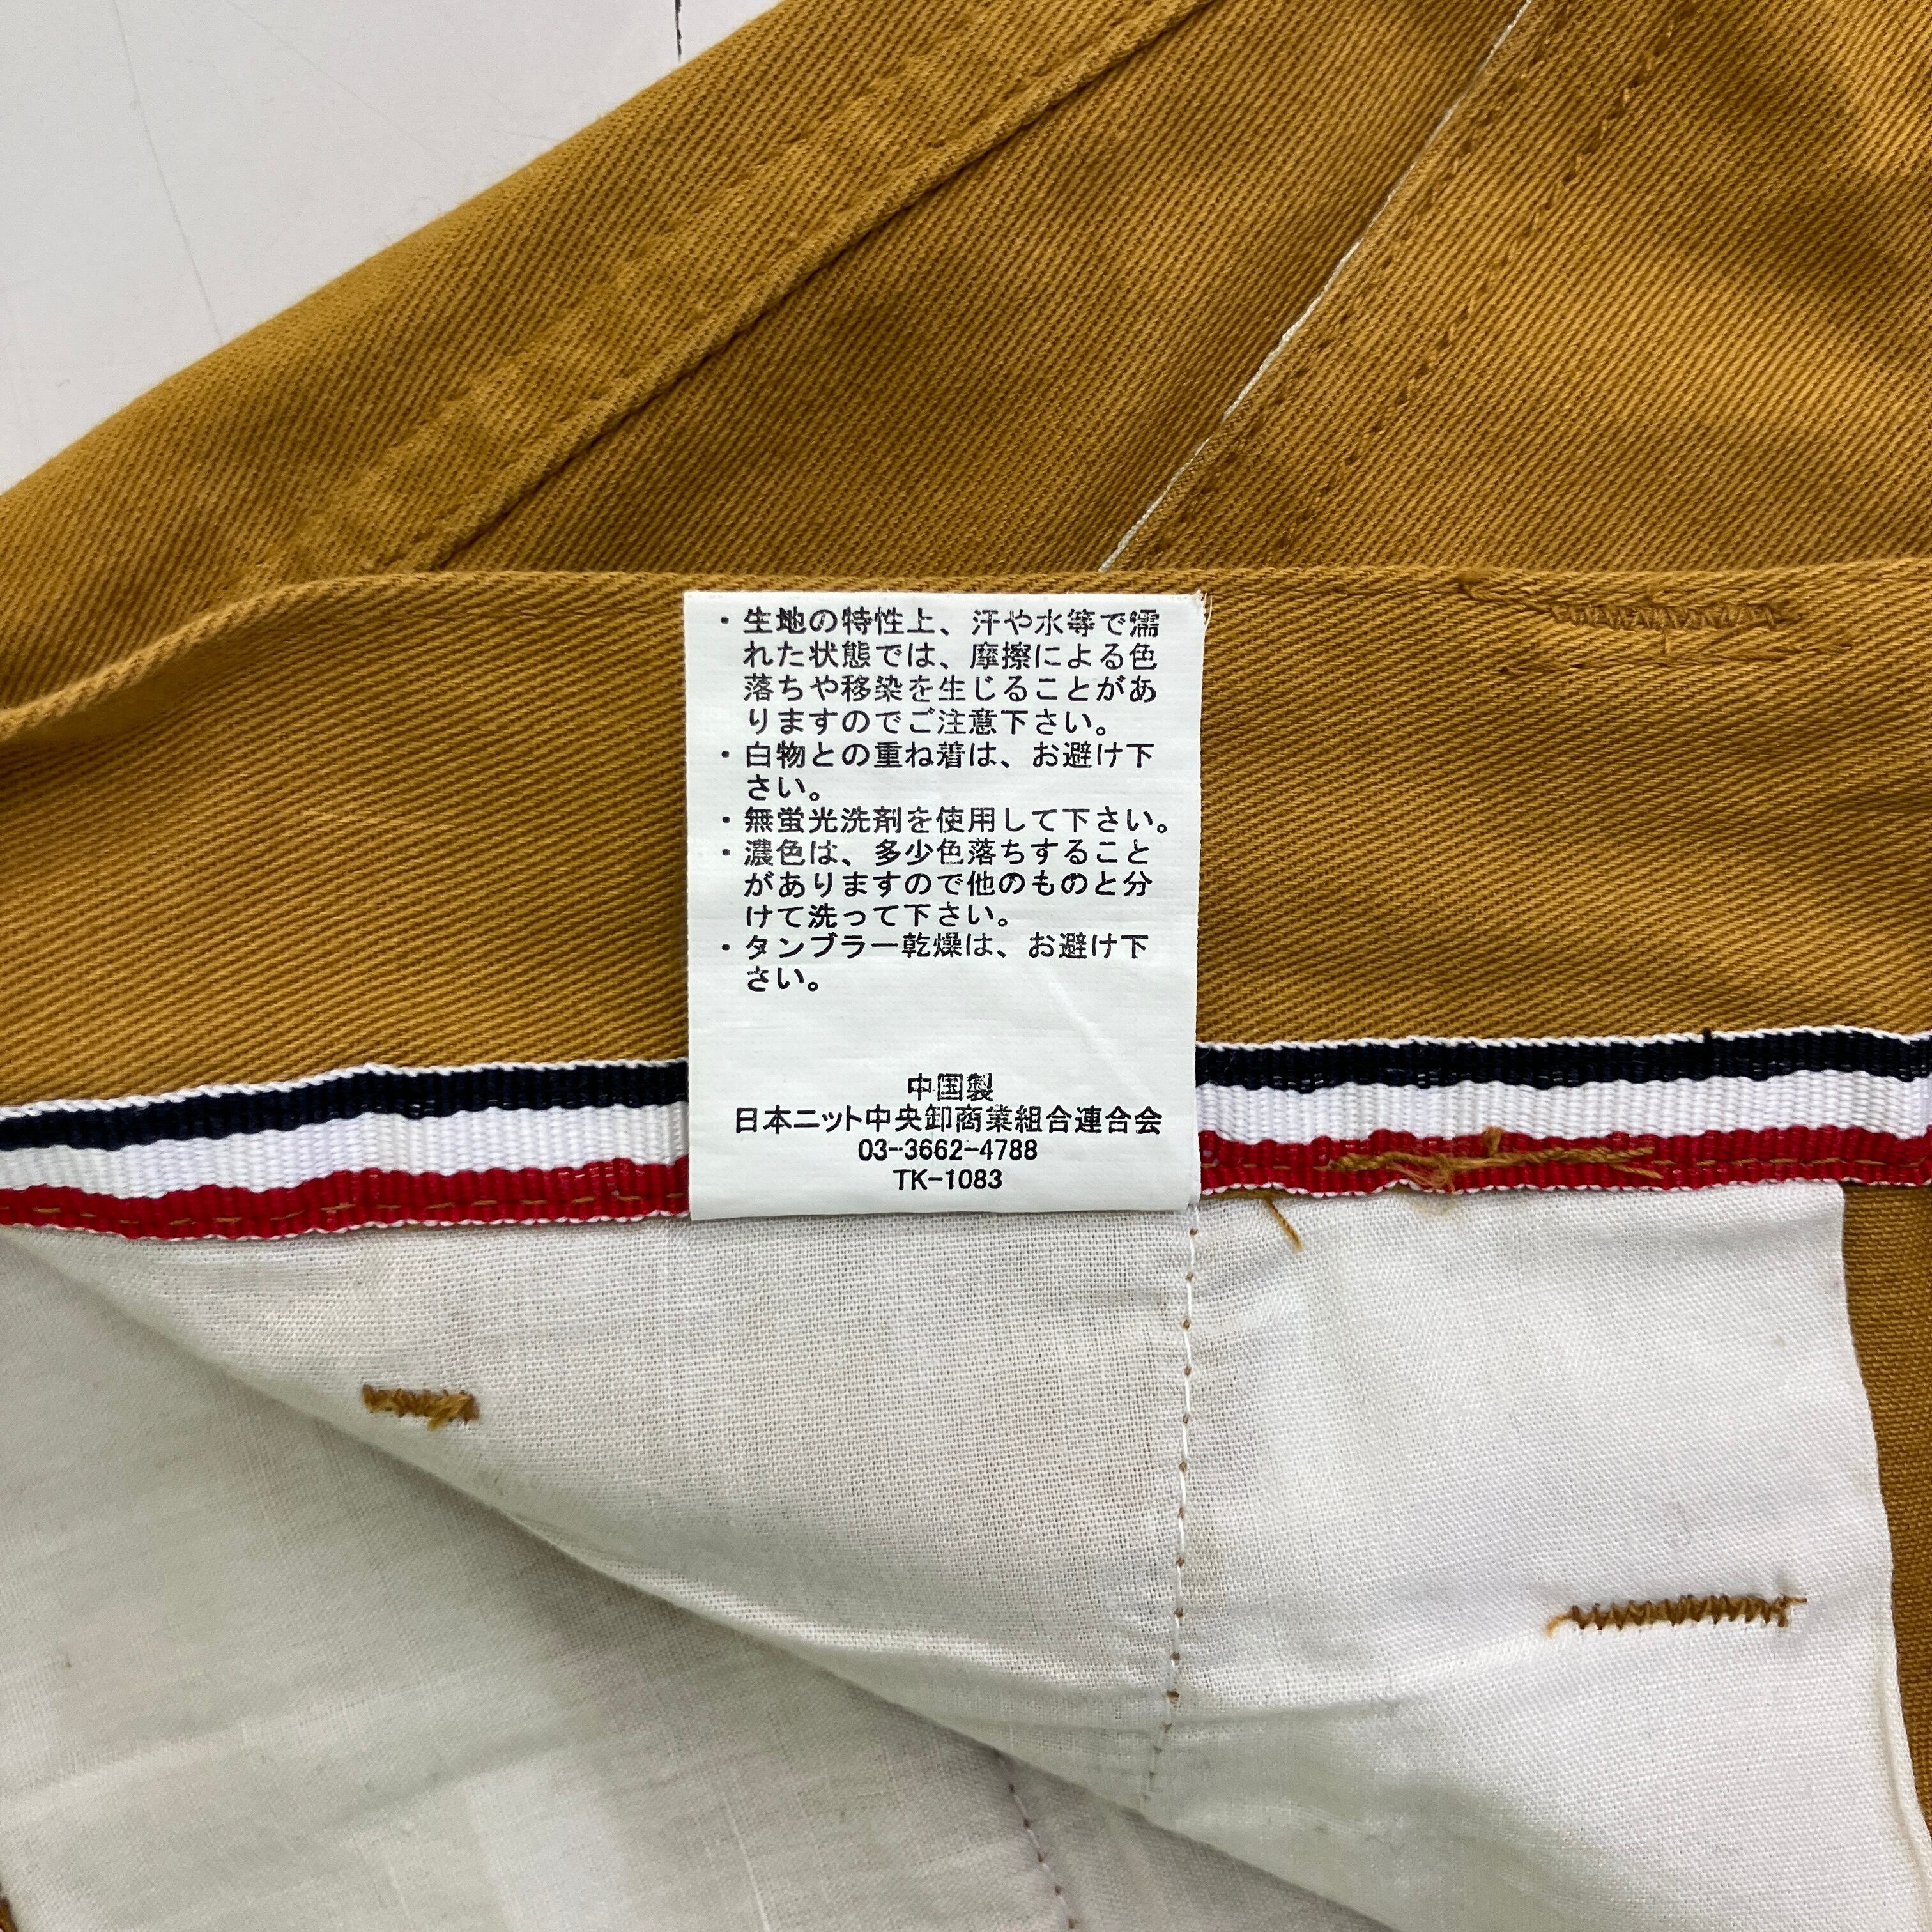 ・生地の特性上、汗や水等で濡
れた状態では、摩擦による色
落ちや移染を生じることがあ
りますのでご注意下さい。
・白物との重ね着は、お避け下
さい。
・無蛍光洗剤を使用して下さい。
・濃色は、多少色落ちすること
がありますので他のものと分
けて洗って下さい。
・タンブラー乾燥は、お避け下
さい。
中国製
日本ニット中央卸商業組合連合会
03-3662-4788
TK-1083